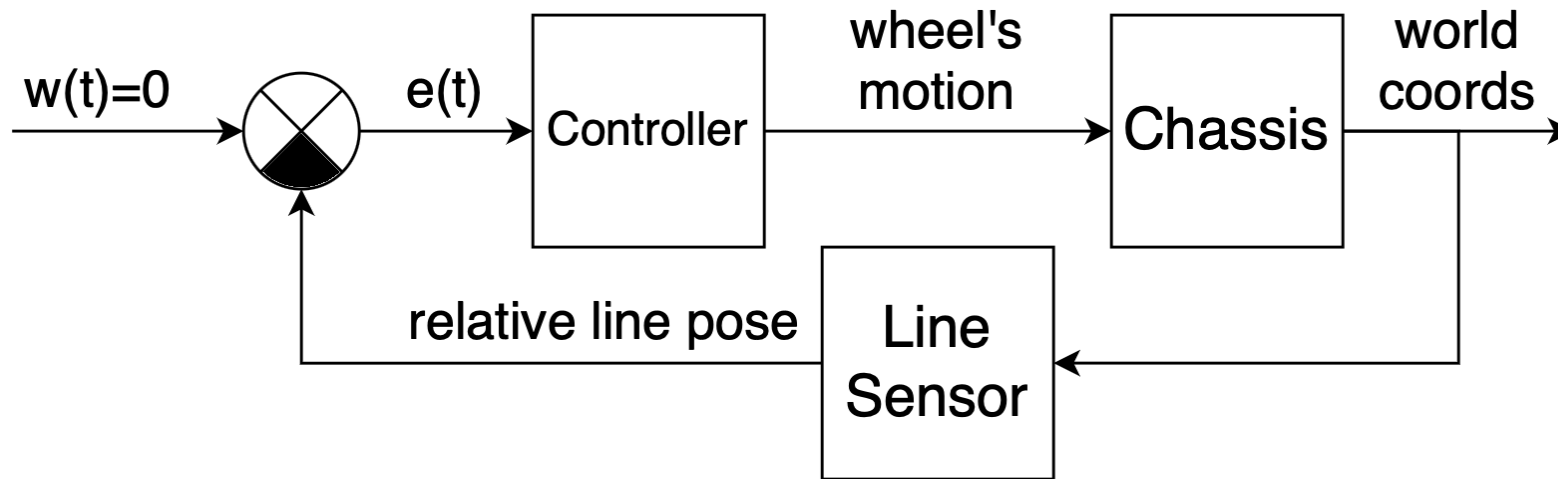 w(t)=0
e(t)
Controller
wheel's
motion
Chassis
world
coords
relative line pose
Line
Sensor